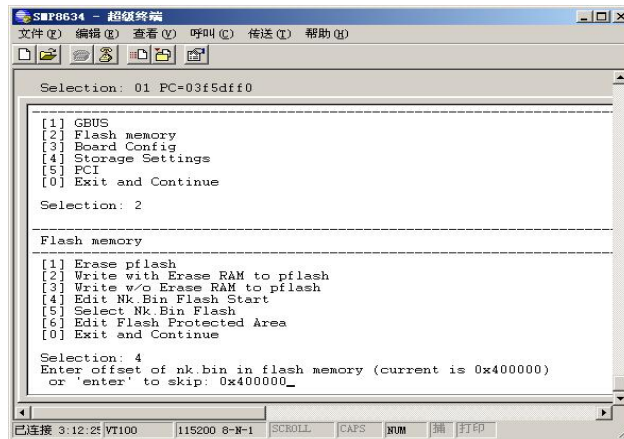 SMP8634 - 超级终端
文件(F) 编辑(E) 查看(V) 呼叫(C) 传送(T) 帮助(H)
Selection: 01 PC=03f5dff0
[1] GBUS
[2] Flash memory
[3] Board Config
[4] Storage Settings
[5] PCI
[0] Exit and Continue
Selection: 2
Flash memory
[1] Erase pflash
[2] Write with Erase RAM to pflash
[3] Write w/o Erase RAM to pflash
[4] Edit Nk.Bin Flash Start
[5] Select Nk.Bin Flash
[6] Edit Flash Protected Area
[0] Exit and Continue
Selection: 4
Enter offset of nk.bin in flash memory (current is 0x400000)
or 'enter' to skip: 0x400000_
已连接 3:12:25 VT100 115200 8-N-1 SCROLL CAPS NUM 捕 打印